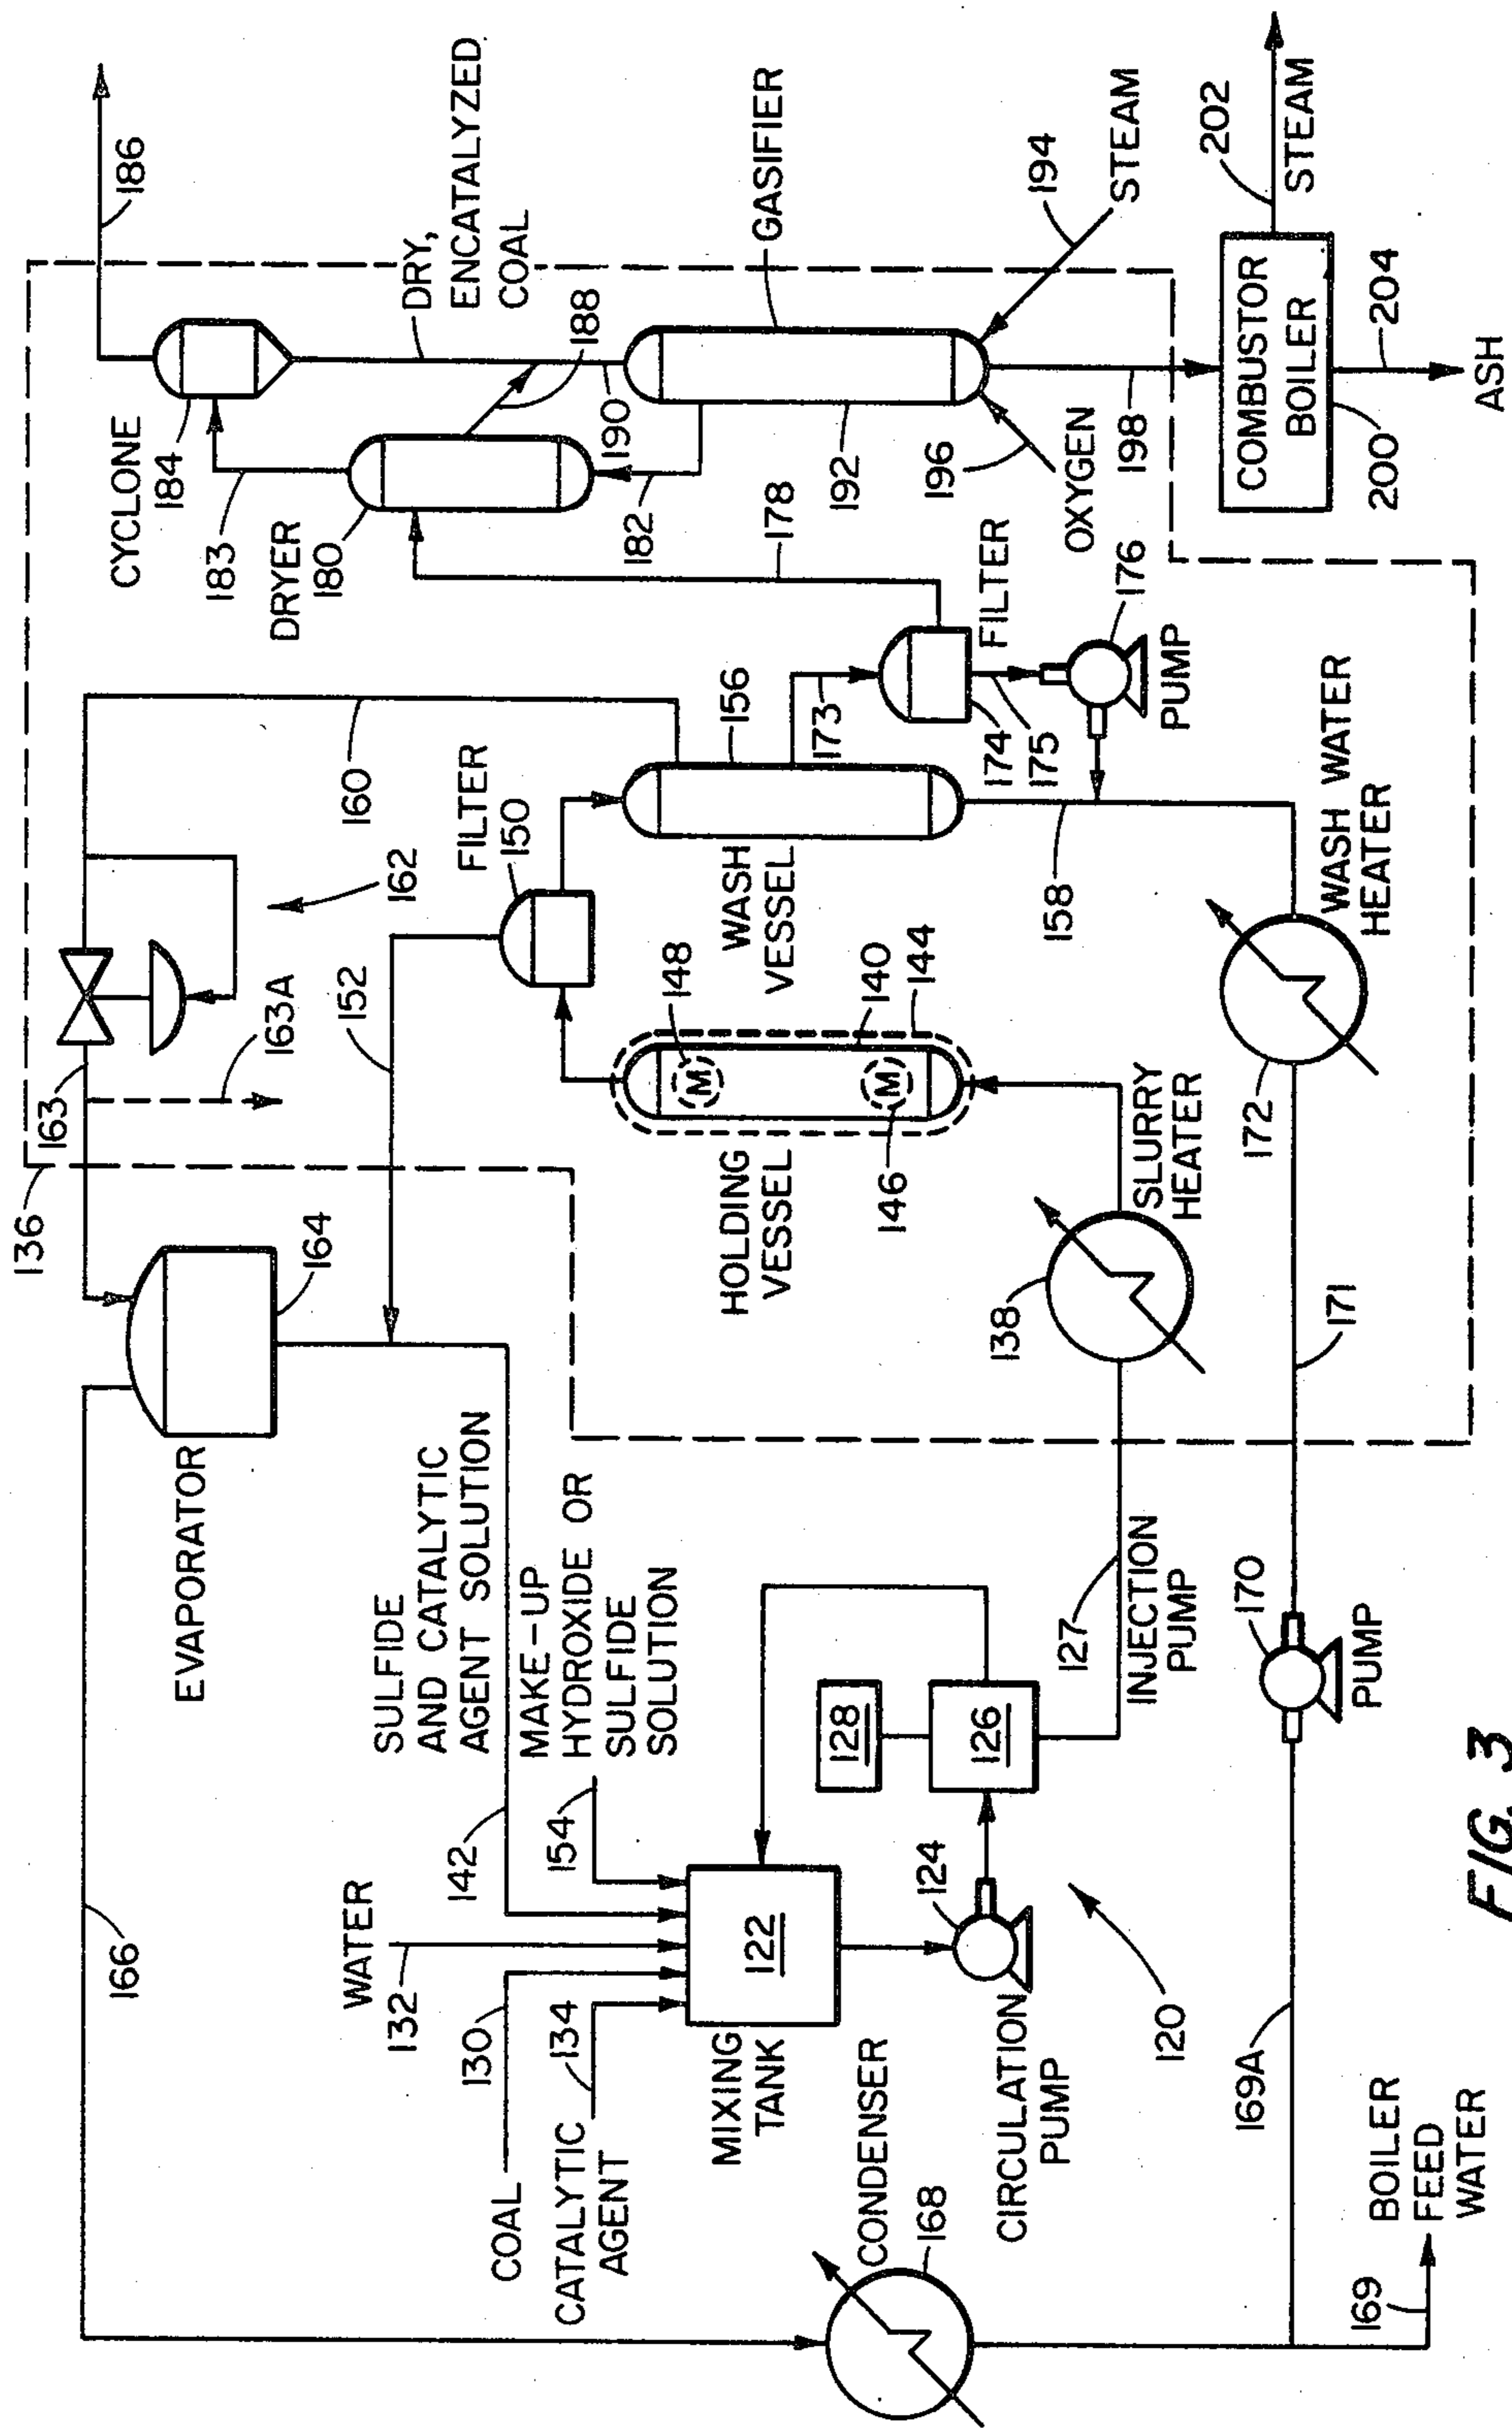 136
163
163A
162
160
186
CYCLONE
184
183
DRYER
180
DRY,
ENCATALYZED
COAL
188
190
182
GASIFIER
192
178
194
STEAM
196
OXYGEN
198
202
STEAM
COMBUSTOR
BOILER
200
204
ASH
166
EVAPORATOR
164
152
FILTER
150
156
WASH
VESSEL
173
174
175
FILTER
176
PUMP
158
WASH WATER
HEATER
172
148
140
144
146
HOLDING
VESSEL
SLURRY
HEATER
138
171
SULFIDE
AND CATALYTIC
AGENT SOLUTION
MAKE-UP
HYDROXIDE OR
SULFIDE
SOLUTION
142
154
WATER
132
130
COAL
134
CATALYTIC
AGENT
122
MIXING
TANK
124
CIRCULATION
PUMP
128
126
127
INJECTION
PUMP
120
170
PUMP
CONDENSER
168
169A
169
BOILER
FEED
WATER
M
M
FIG. 3